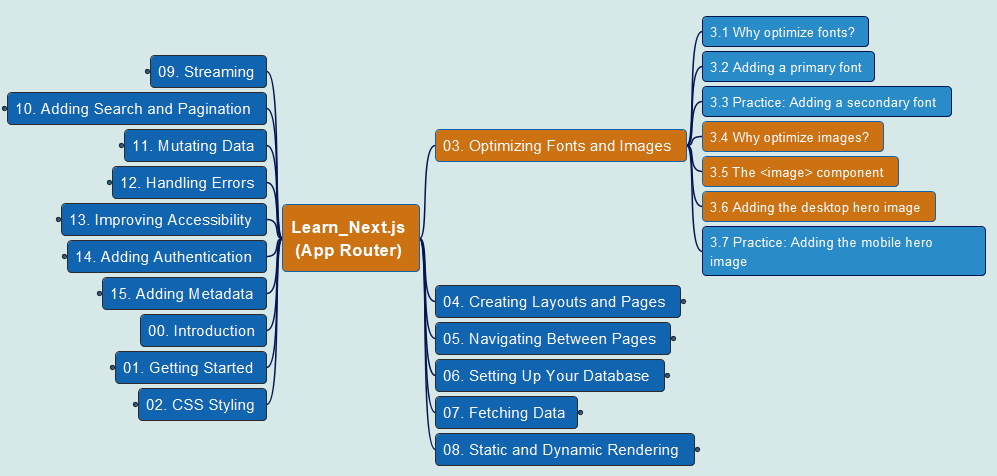 09. Streaming
10. Adding Search and Pagination
11. Mutating Data
12. Handling Errors
13. Improving Accessibility
14. Adding Authentication
15. Adding Metadata
00. Introduction
01. Getting Started
02. CSS Styling
Learn_Next.js
(App Router)
03. Optimizing Fonts and Images
3.1 Why optimize fonts?
3.2 Adding a primary font
3.3 Practice: Adding a secondary font
3.4 Why optimize images?
3.5 The <image> component
3.6 Adding the desktop hero image
3.7 Practice: Adding the mobile hero
image
04. Creating Layouts and Pages
05. Navigating Between Pages
06. Setting Up Your Database
07. Fetching Data
08. Static and Dynamic Rendering